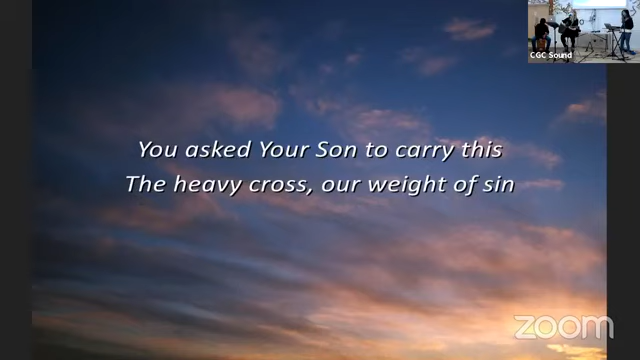 CGC Sound
You asked Your Son to carry this
The heavy cross, our weight of sin
zoom